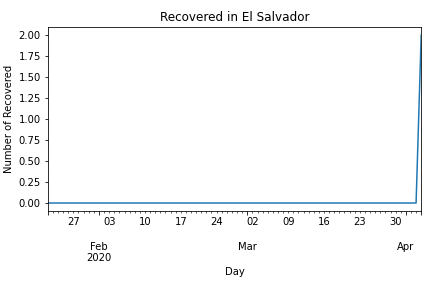 Recovered in El Salvador
Number of Recovered
2.00
1.75
1.50
1.25
1.00
0.75
0.50
0.25
0.00
27 03 10 17 24 02 09 16 23 30
Feb Mar Apr
2020
Day